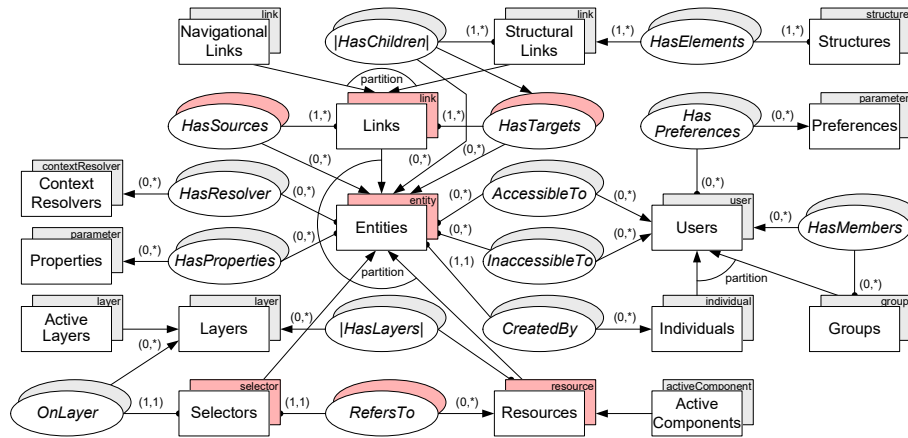 link
link
structure
Navigational
Links
|HasChildren|
(1,*)
Structural
Links
(1,*)
HasElements
(1,*)
Structures
partition
link
parameter
HasSources
(1,*)
Links
(1,*)
HasTargets
Has
Preferences
(0,*)
Preferences
(0,*)
(0,*)
(0,*)
(0,*)
contextResolver
Context
Resolvers
(0,*)
HasResolver
(0,*)
entity
Entities
(0,*)
AccessibleTo
(0,*)
(0,*)
user
Users
(0,*)
HasMembers
parameter
Properties
(0,*)
HasProperties
(0,*)
(0,*)
InaccessibleTo
(0,*)
partition
(1,1)
partition
(0,*)
layer
Active
Layers
layer
Layers
(0,*)
|HasLayers|
CreatedBy
(0,*)
individual
Individuals
group
Groups
(0,*)
selector
resource
activeComponent
OnLayer
(1,1)
Selectors
(1,1)
RefersTo
(0,*)
Resources
Active
Components